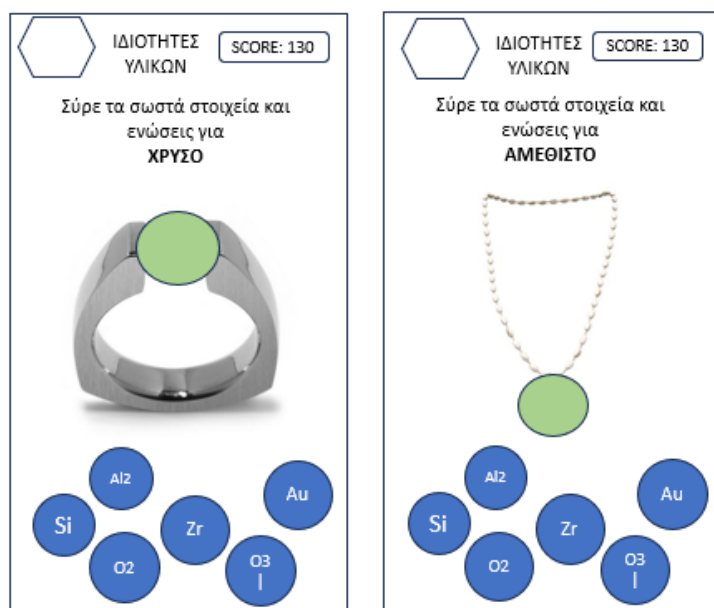 ΙΔΙΟΤΗΤΕΣ
ΥΛΙΚΩΝ
SCORE: 130
Σύρε τα σωστά στοιχεία και
ενώσεις για
ΧΡΥΣΟ
Al2
Au
Si
Zr
O2
O3
|
ΙΔΙΟΤΗΤΕΣ
ΥΛΙΚΩΝ
SCORE: 130
Σύρε τα σωστά στοιχεία και
ενώσεις για
ΑΜΕΘΙΣΤΟ
Al2
Au
Si
Zr
O2
O3
|